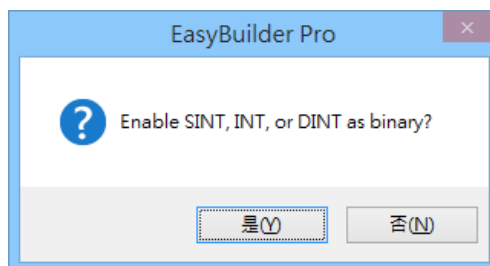 EasyBuilder Pro
Enable SINT, INT, or DINT as binary?
是(Y) 否(N)